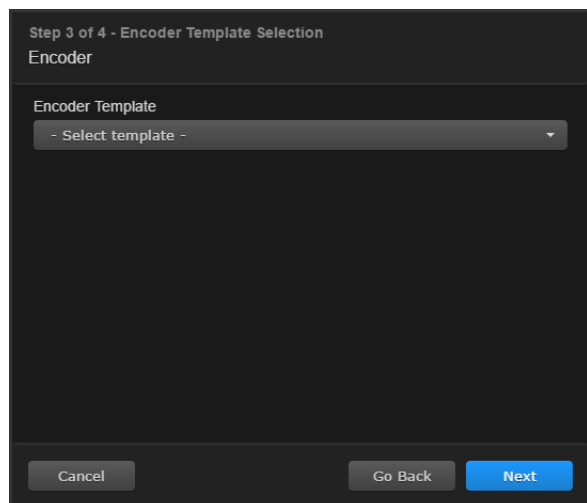 Step 3 of 4 - Encoder Template Selection
Encoder
Encoder Template
- Select template -
Cancel
Go Back
Next